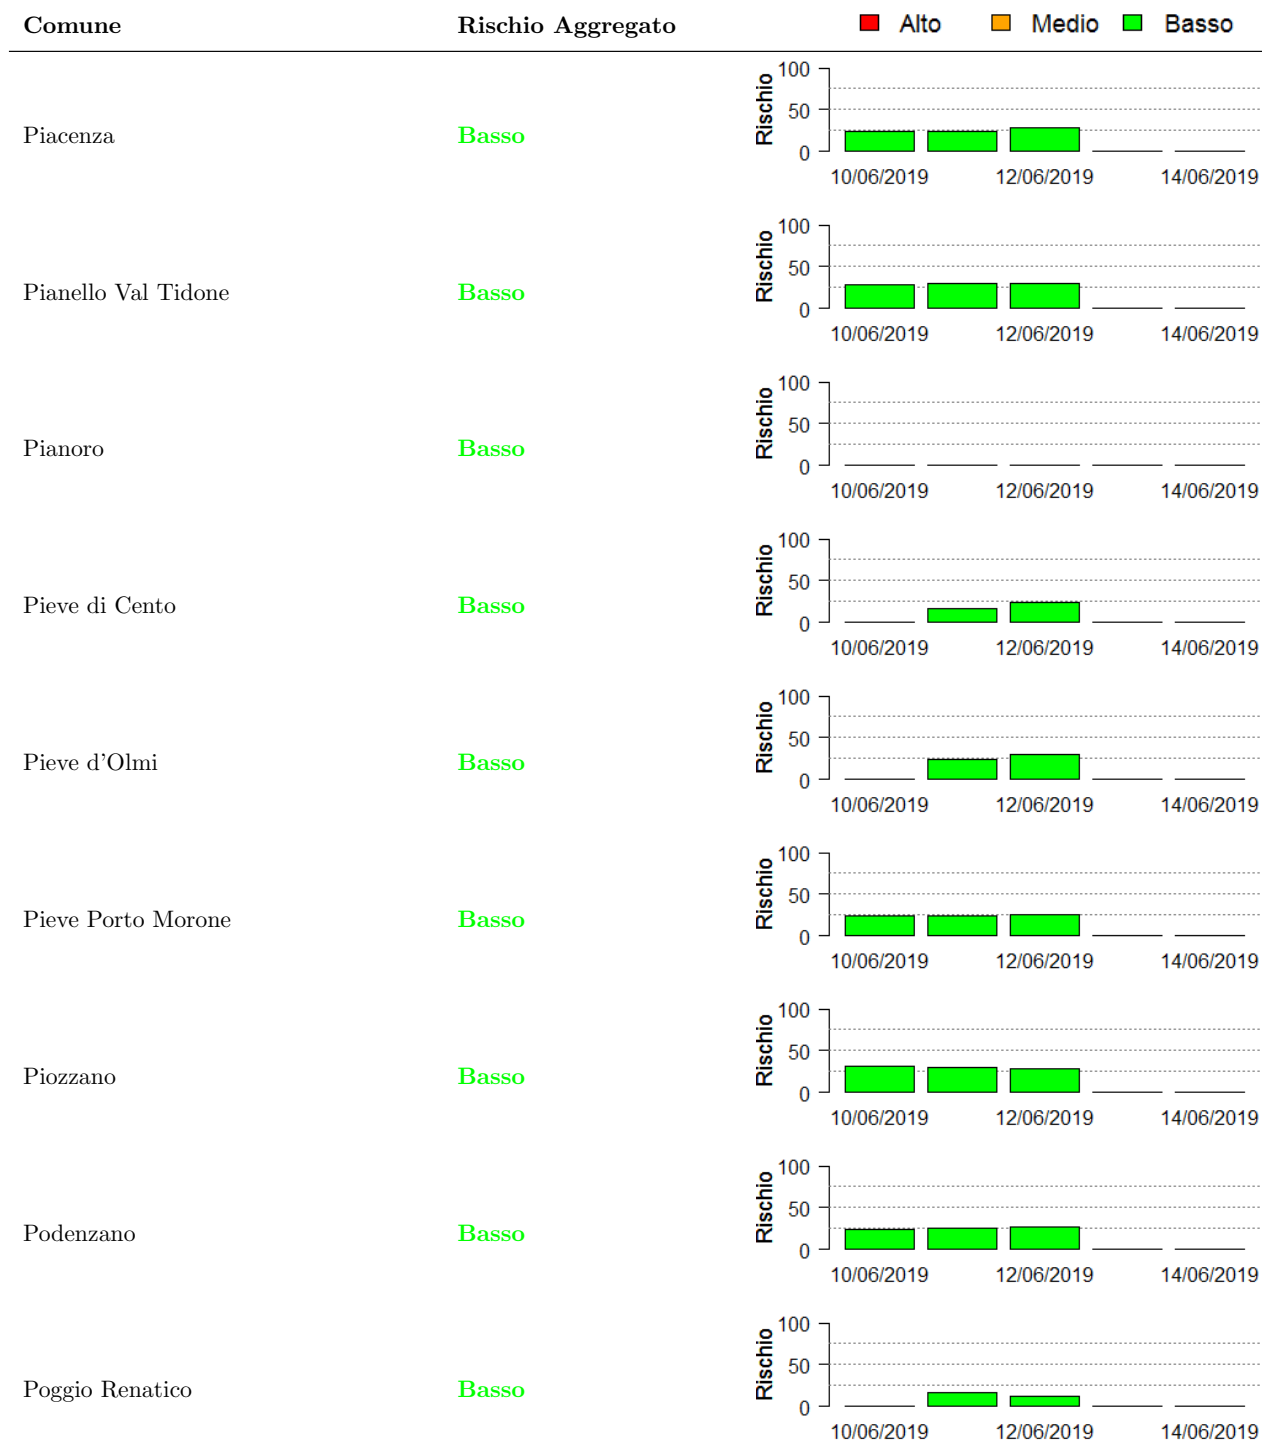 Comune Rischio Aggregato Alto Medio Basso
100
50
0
Rischio
Piacenza Basso
10/06/2019 12/06/2019 14/06/2019
100
50
0
Rischio
Pianello Val Tidone Basso
10/06/2019 12/06/2019 14/06/2019
100
50
0
Rischio
Pianoro Basso
10/06/2019 12/06/2019 14/06/2019
100
50
0
Rischio
Pieve di Cento Basso
10/06/2019 12/06/2019 14/06/2019
100
50
0
Rischio
Pieve d'Olmi Basso
10/06/2019 12/06/2019 14/06/2019
100
50
0
Rischio
Pieve Porto Morone Basso
10/06/2019 12/06/2019 14/06/2019
100
50
0
Rischio
Piozzano Basso
10/06/2019 12/06/2019 14/06/2019
100
50
0
Rischio
Podenzano Basso
10/06/2019 12/06/2019 14/06/2019
100
50
0
Rischio
Poggio Renatico Basso
10/06/2019 12/06/2019 14/06/2019